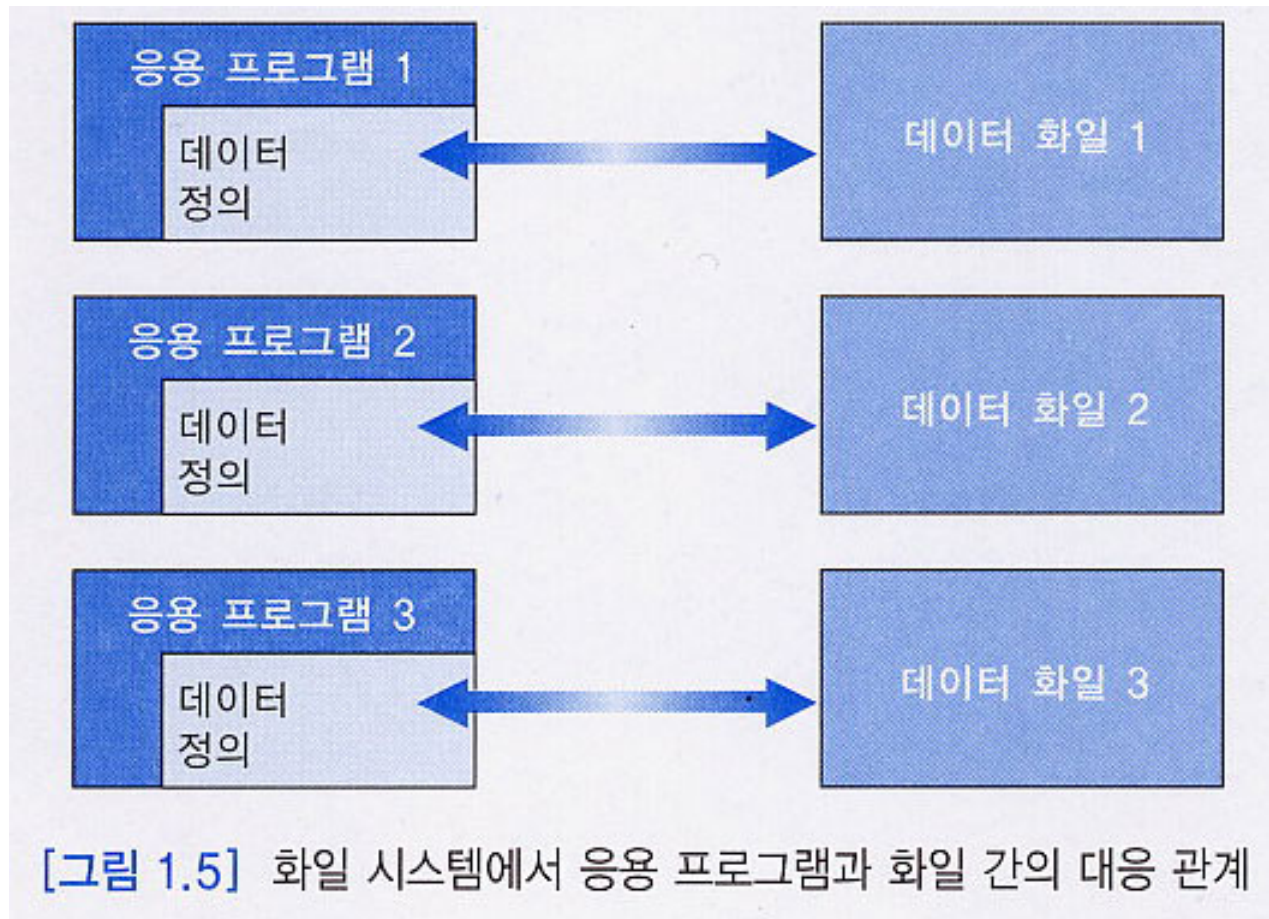 응용 프로그램 1
데이터
정의
데이터 화일 1
응용 프로그램 2
데이터
정의
데이터 화일 2
응용 프로그램 3
데이터
정의
데이터 화일 3
[그림 1.5] 화일 시스템에서 응용 프로그램과 화일 간의 대응 관계